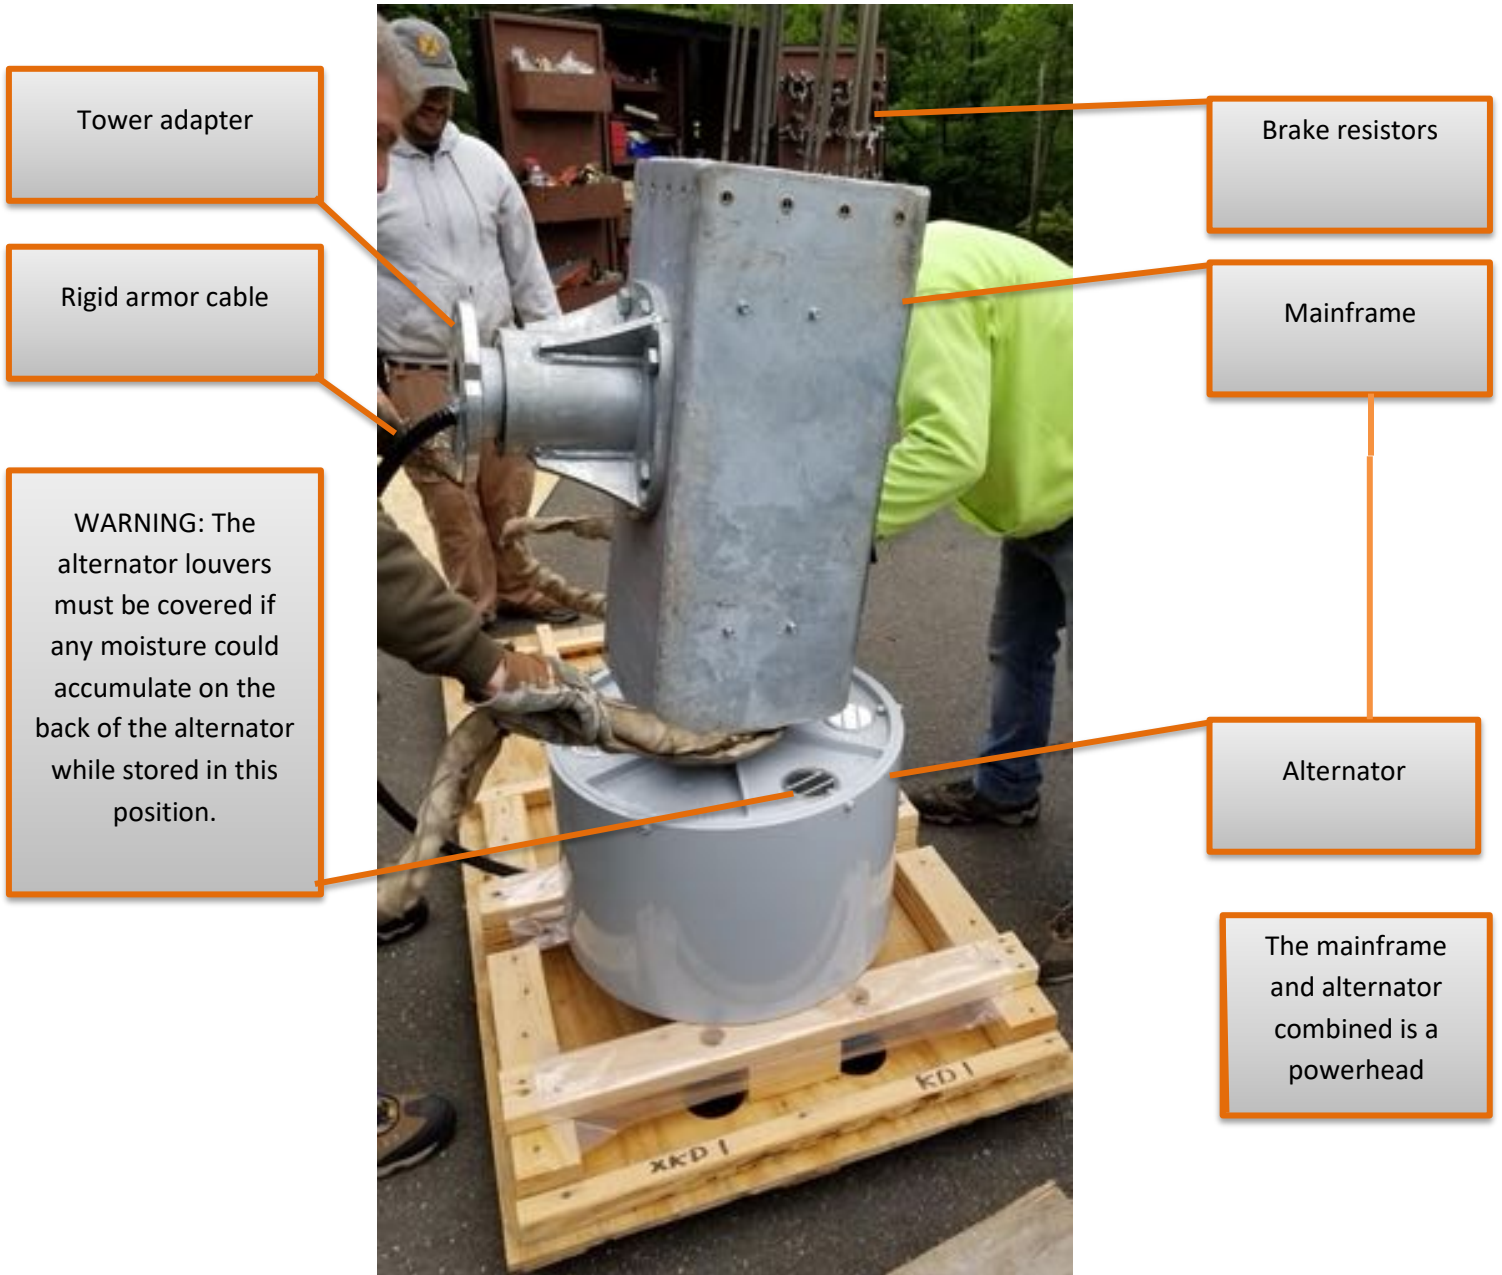 Tower adapter
Rigid armor cable
WARNING: The
alternator louvers
must be covered if
any moisture could
accumulate on the
back of the alternator
while stored in this
position.
Brake resistors
Mainframe
Alternator
The mainframe
and alternator
combined is a
powerhead
XKD 1
KD 1